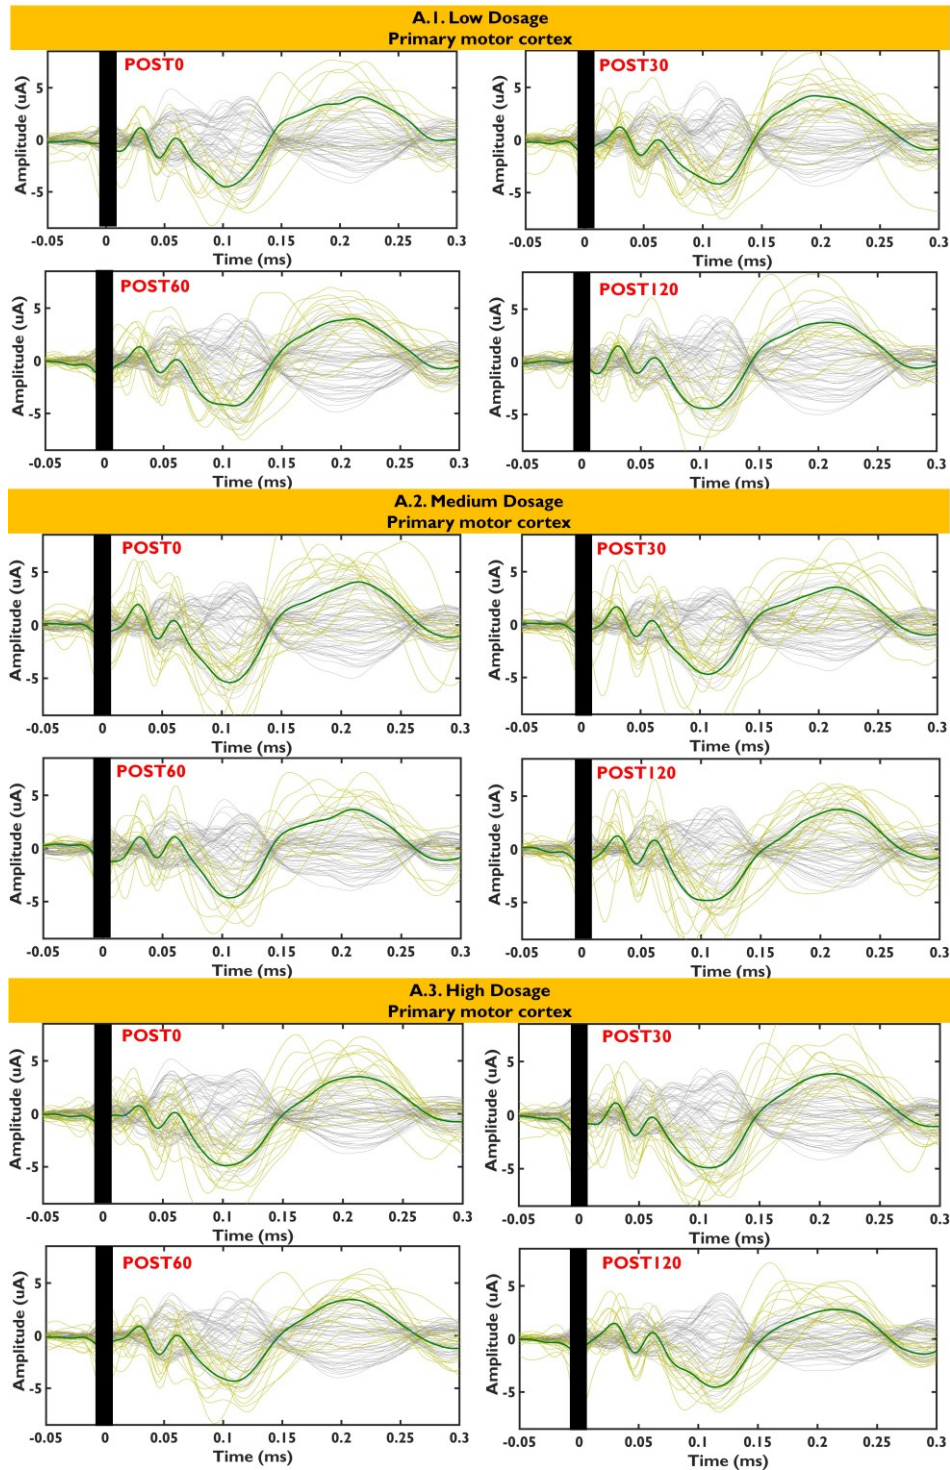 A.1. Low Dosage
Primary motor cortex
POST0
Amplitude (uA)
5
0
-5
-0.05 0 0.05 0.1 0.15 0.2 0.25 0.3
Time (ms)
POST30
Amplitude (uA)
5
0
-5
-0.05 0 0.05 0.1 0.15 0.2 0.25 0.3
Time (ms)
POST60
Amplitude (uA)
5
0
-5
-0.05 0 0.05 0.1 0.15 0.2 0.25 0.3
Time (ms)
POST120
Amplitude (uA)
5
0
-5
-0.05 0 0.05 0.1 0.15 0.2 0.25 0.3
Time (ms)
A.2. Medium Dosage
Primary motor cortex
POST0
Amplitude (uA)
5
0
-5
-0.05 0 0.05 0.1 0.15 0.2 0.25 0.3
Time (ms)
POST30
Amplitude (uA)
5
0
-5
-0.05 0 0.05 0.1 0.15 0.2 0.25 0.3
Time (ms)
POST60
Amplitude (uA)
5
0
-5
-0.05 0 0.05 0.1 0.15 0.2 0.25 0.3
Time (ms)
POST120
Amplitude (uA)
5
0
-5
-0.05 0 0.05 0.1 0.15 0.2 0.25 0.3
Time (ms)
A.3. High Dosage
Primary motor cortex
POST0
Amplitude (uA)
5
0
-5
-0.05 0 0.05 0.1 0.15 0.2 0.25 0.3
Time (ms)
POST30
Amplitude (uA)
5
0
-5
-0.05 0 0.05 0.1 0.15 0.2 0.25 0.3
Time (ms)
POST60
Amplitude (uA)
5
0
-5
-0.05 0 0.05 0.1 0.15 0.2 0.25 0.3
Time (ms)
POST120
Amplitude (uA)
5
0
-5
-0.05 0 0.05 0.1 0.15 0.2 0.25 0.3
Time (ms)